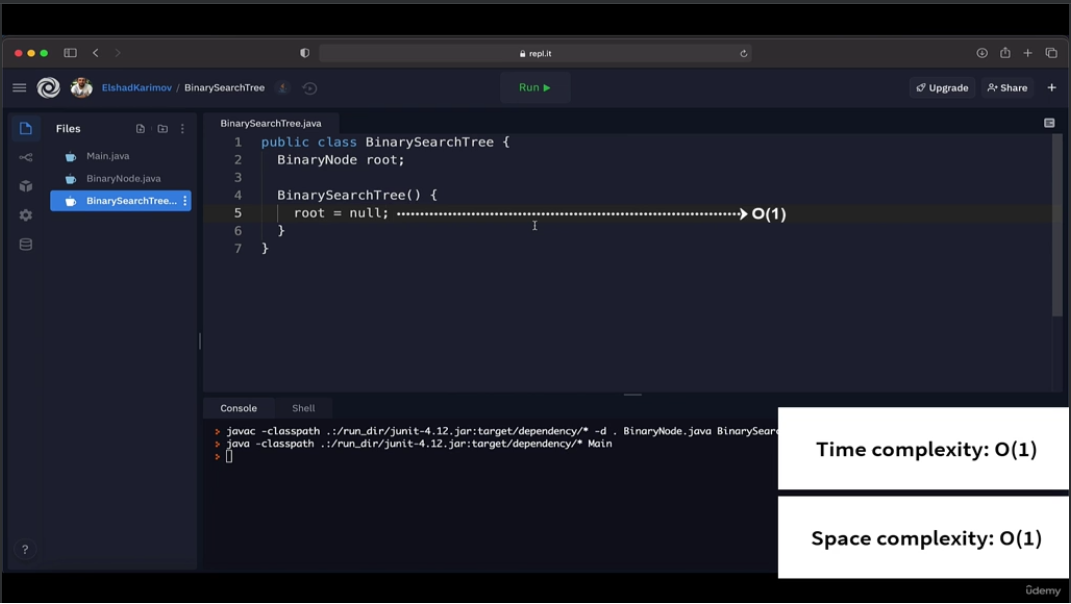 repl.it
ElshadKarimov / BinarySearchTree
Run
Upgrade
Share
Files
Main.java
BinaryNode.java
BinarySearchTree...
BinarySearchTree.java
1 public class BinarySearchTree {
2 BinaryNode root;
3
4 BinarySearchTree() {
5 root = null; O(1)
6 }
7 }
Console Shell
> javac -classpath .:/run_dir/junit-4.12.jar:target/dependency/* -d . BinaryNode.java BinarySear
> java -classpath .:/run_dir/junit-4.12.jar:target/dependency/* Main
>
Time complexity: O(1)
Space complexity: O(1)
?
ûdemy